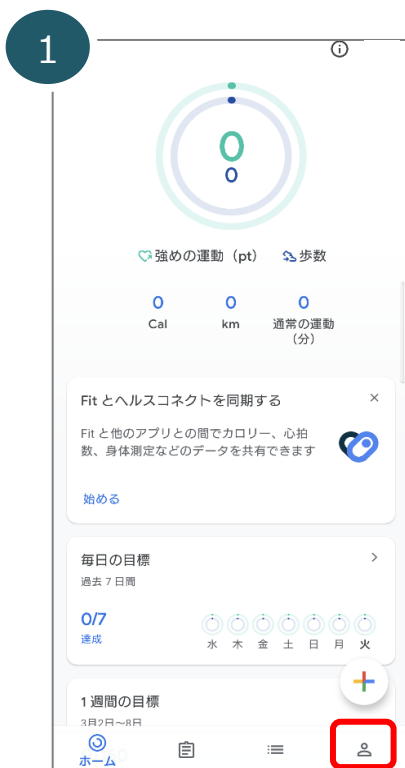 1
0
0
強めの運動（pt） 歩数
0 0 0
Cal km 通常の運動
（分）
Fit とヘルスコネクトを同期する
Fit と他のアプリとの間でカロリー、心拍
数、身体測定などのデータを共有できます
始める
毎日の目標
過去 7 日間
0/7
達成
水 木 金 土 日 月 火
1 週間の目標
3月2日～8日
ホーム